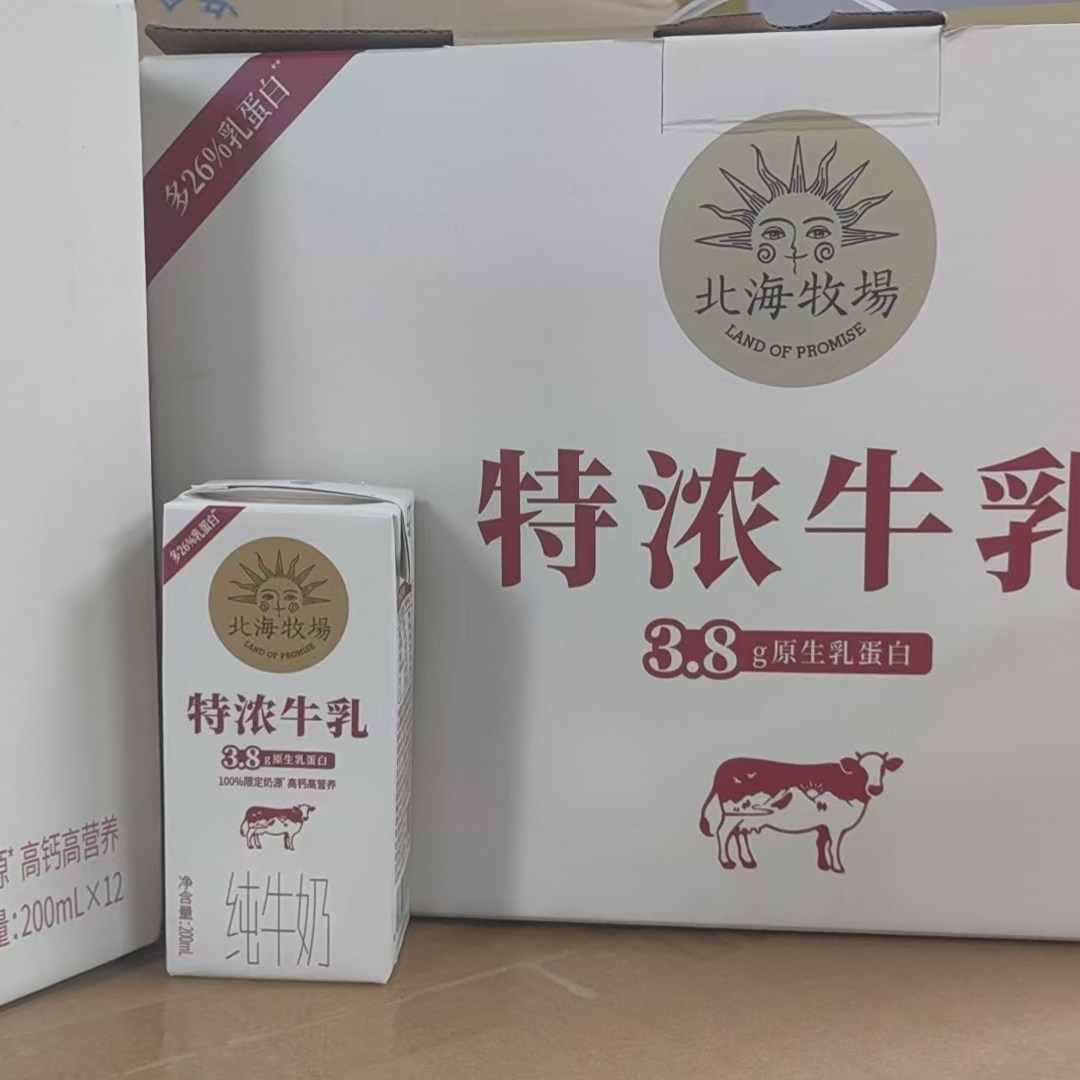 多26%乳蛋白**
北海牧場
LAND OF PROMISE
特浓牛乳
3.8g原生乳蛋白
多26%乳蛋白**
北海牧場
LAND OF PROMISE
特浓牛乳
3.8g原生乳蛋白
100%限定奶源* 高钙高营养
纯牛奶
净含量:200mL
源* 高钙高营养
量:200mL×12